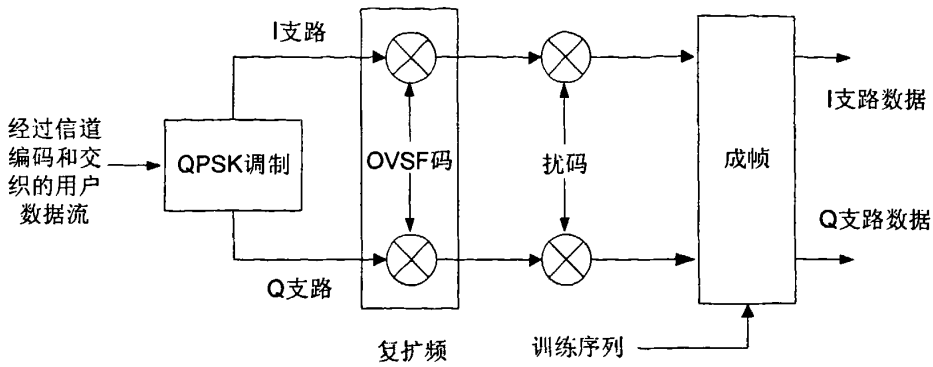 I支路
经过信道
编码和交
织的用户
数据流
QPSK调制
OVSF码
扰码
成帧
I支路数据
Q支路数据
Q支路
复扩频
训练序列